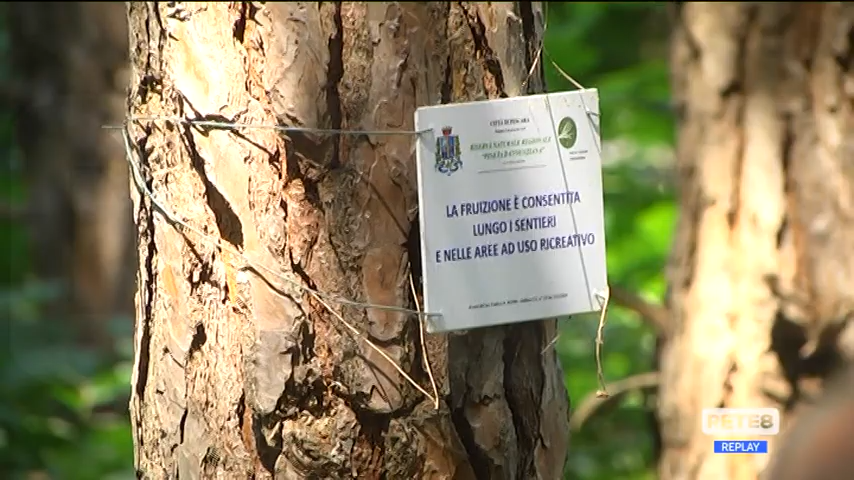 CITTÀ DI PESCARA
RISERVA NATURALE REGIONALE
"PINETA DANNUNZIANA"
LA FRUIZIONE È CONSENTITA
LUNGO I SENTIERI
E NELLE AREE AD USO RICREATIVO
RETE8
REPLAY